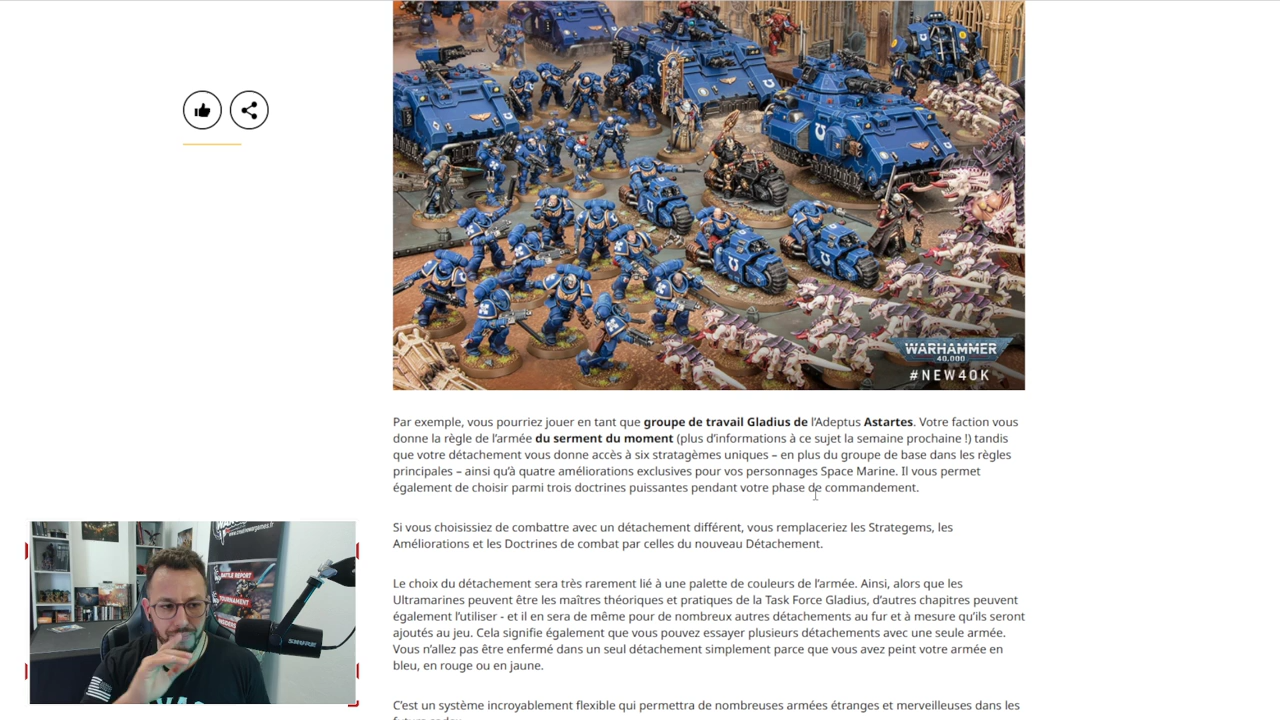 WARHAMMER
40,000
#NEW40K
Par exemple, vous pourriez jouer en tant que groupe de travail Gladius de l’Adeptus Astartes. Votre faction vous
donne la règle de l’armée du serment du moment (plus d’informations à ce sujet la semaine prochaine !) tandis
que votre détachement vous donne accès à six stratagèmes uniques – en plus du groupe de base dans les règles
principales – ainsi qu’à quatre améliorations exclusives pour vos personnages Space Marine. Il vous permet
également de choisir parmi trois doctrines puissantes pendant votre phase de commandement.
Si vous choisissiez de combattre avec un détachement différent, vous remplaceriez les Strategems, les
Améliorations et les Doctrines de combat par celles du nouveau Détachement.
Le choix du détachement sera très rarement lié à une palette de couleurs de l’armée. Ainsi, alors que les
Ultramarines peuvent être les maîtres théoriques et pratiques de la Task Force Gladius, d’autres chapitres peuvent
également l’utiliser - et il en sera de même pour de nombreux autres détachements au fur et à mesure qu’ils seront
ajoutés au jeu. Cela signifie également que vous pouvez essayer plusieurs détachements avec une seule armée.
Vous n’allez pas être enfermé dans un seul détachement simplement parce que vous avez peint votre armée en
bleu, en rouge ou en jaune.
C’est un système incroyablement flexible qui permettra de nombreuses armées étranges et merveilleuses dans les
BATTLE REPORT
TOURNAMENT
SHURE